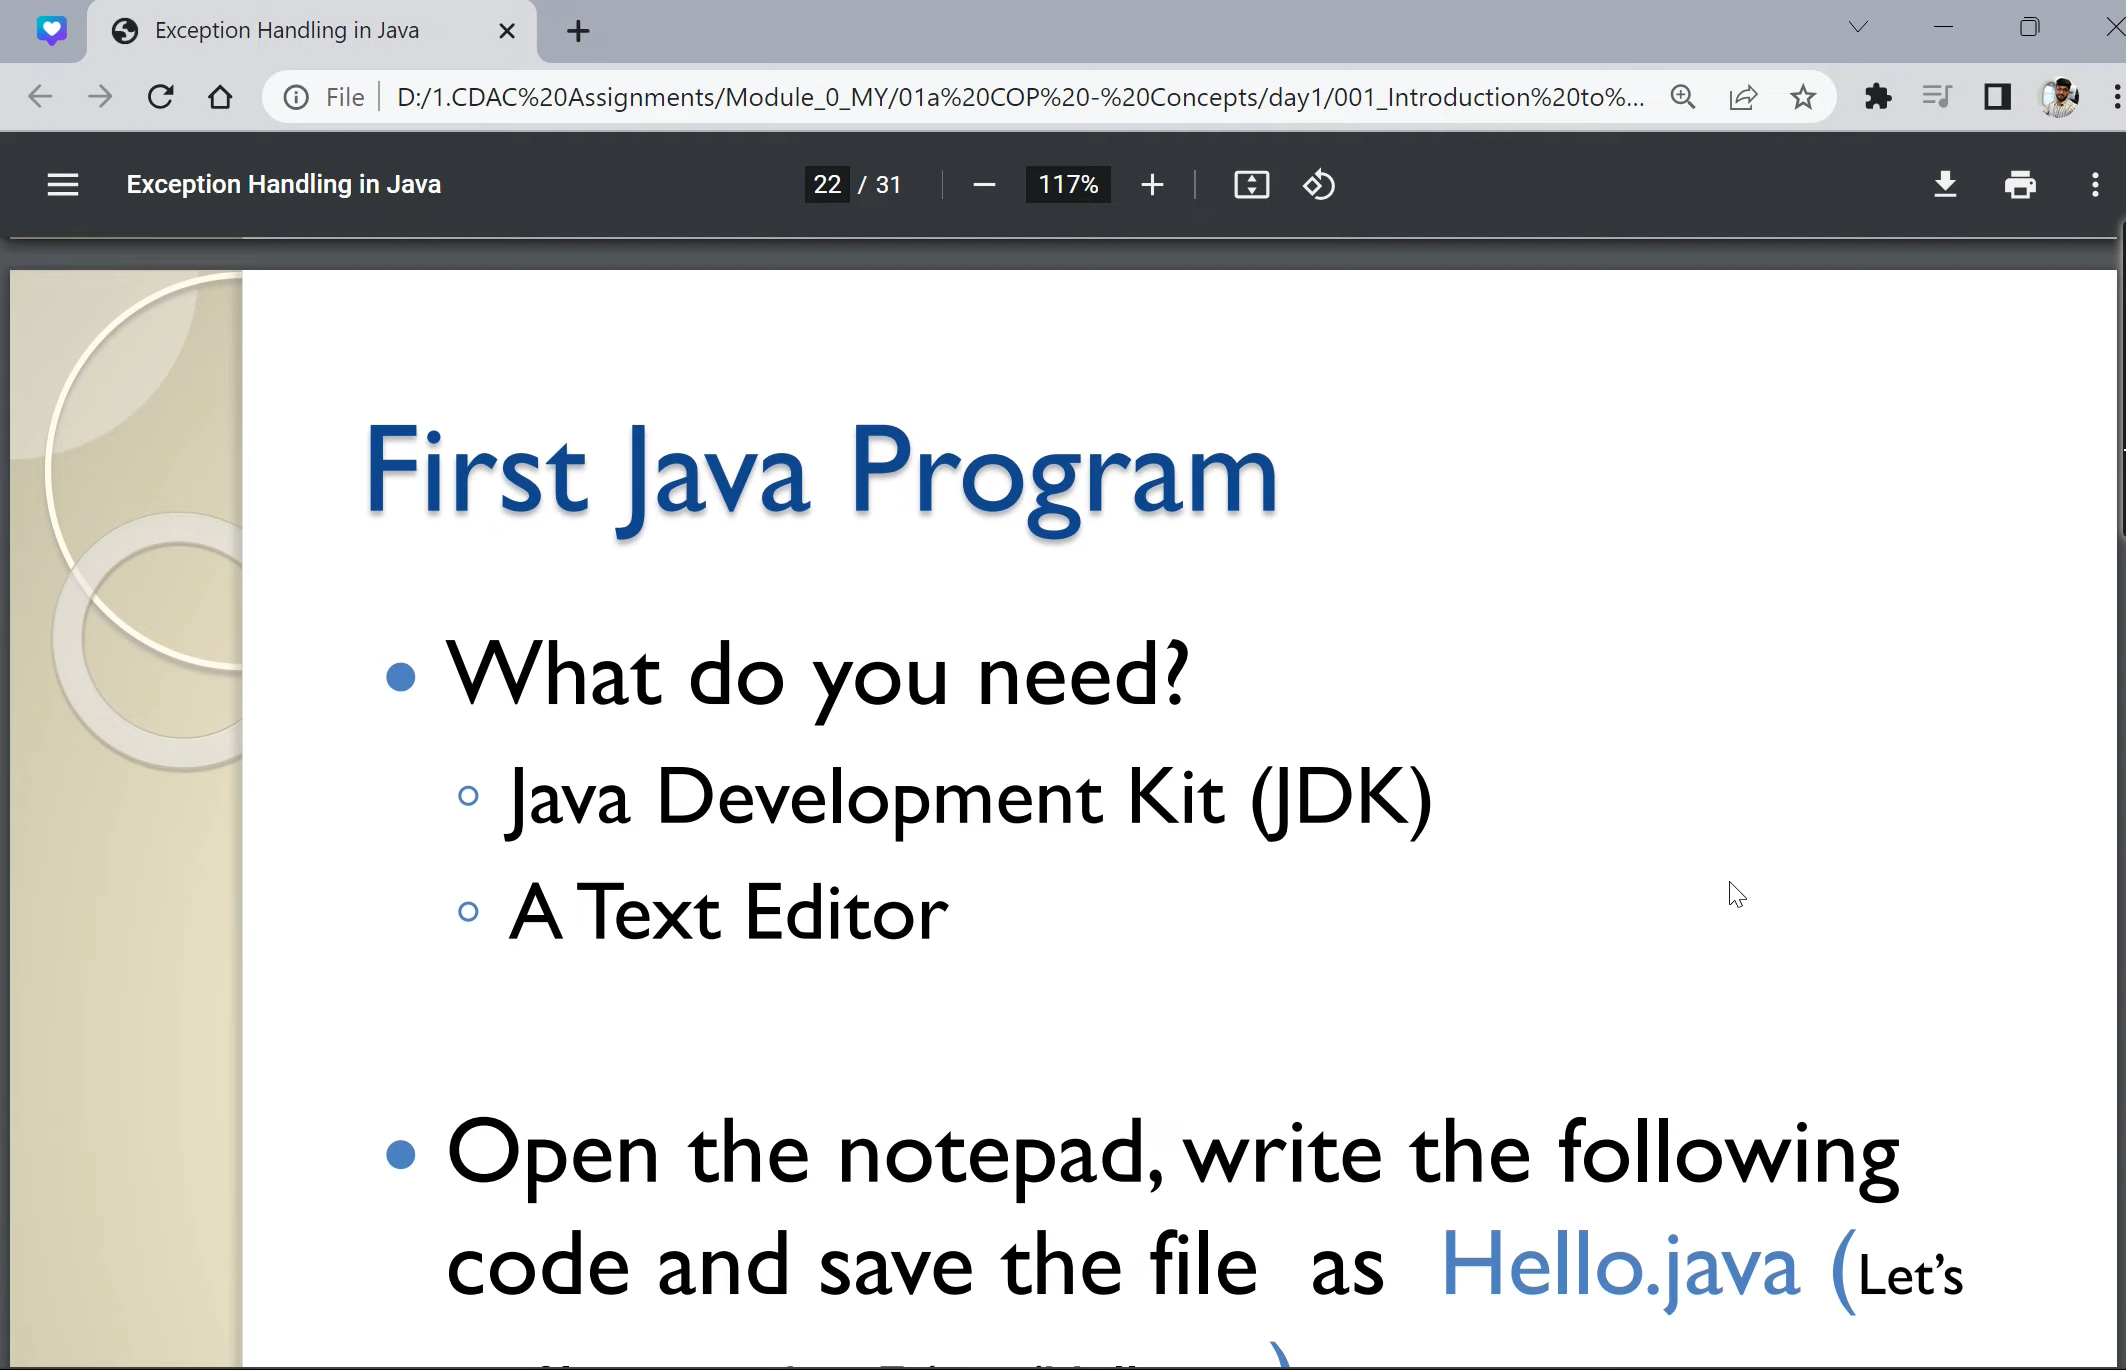 Exception Handling in Java
File D:/1.CDAC%20Assignments/Module_0_MY/01a%20COP%20-%20Concepts/day1/001_Introduction%20to%...
Exception Handling in Java 22 / 31 117%
First Java Program
What do you need?
Java Development Kit (JDK)
A Text Editor
Open the notepad, write the following
code and save the file as Hello.java (Let's